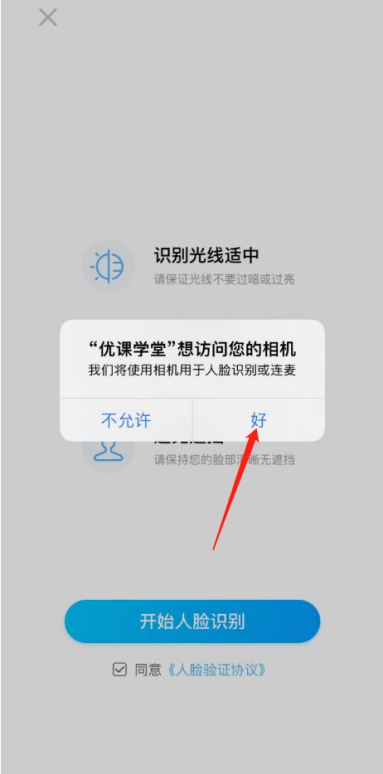 识别光线适中
请保证光线不要过暗或过亮
“优课学堂”想访问您的相机
我们将使用相机用于人脸识别或连麦
不允许
好
请保持您的脸部清晰无遮挡
开始人脸识别
同意《人脸验证协议》